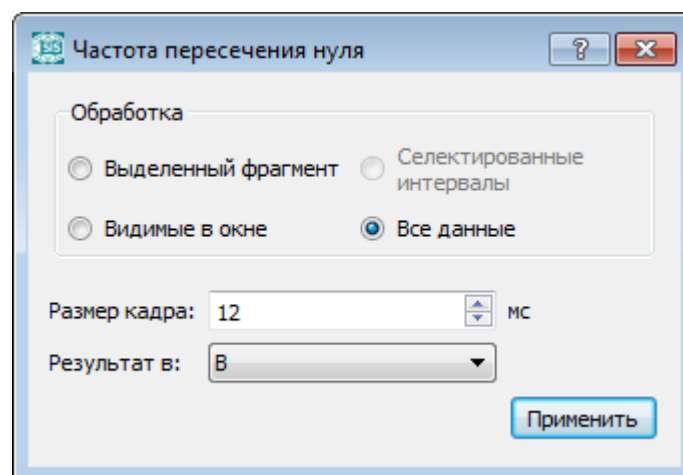 Частота пересечения нуля
Обработка
Выделенный фрагмент
Селектированные
интервалы
Видимые в окне
Все данные
Размер кадра: 12 мс
Результат в: В
Применить